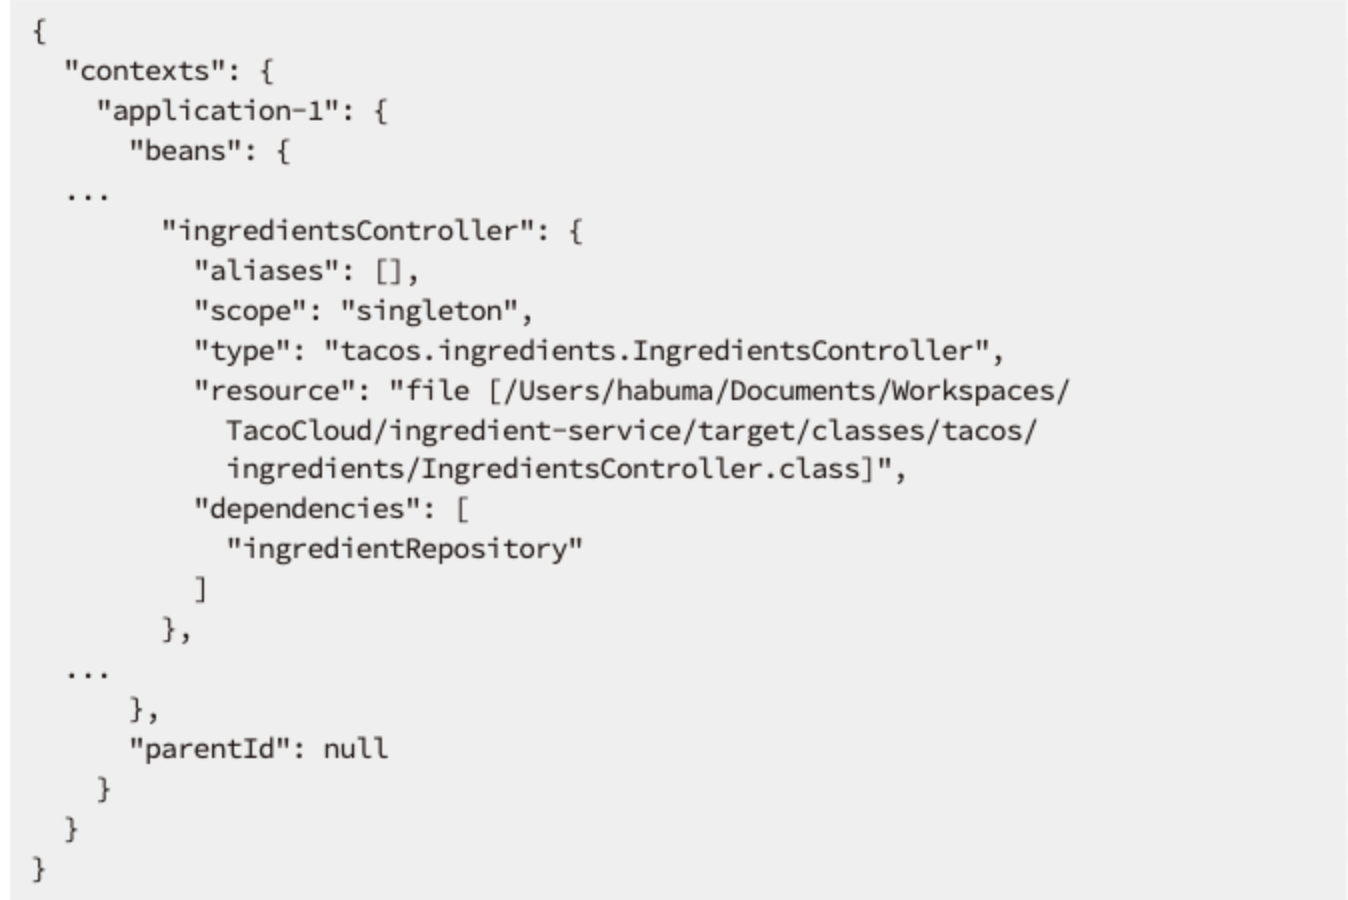 {
  "contexts": {
    "application-1": {
      "beans": {
  ...
        "ingredientsController": {
          "aliases": [],
          "scope": "singleton",
          "type": "tacos.ingredients.IngredientsController",
          "resource": "file [/Users/habuma/Documents/Workspaces/
            TacoCloud/ingredient-service/target/classes/tacos/
            ingredients/IngredientsController.class]",
          "dependencies": [
            "ingredientRepository"
          ]
        },
  ...
      },
      "parentId": null
    }
  }
}